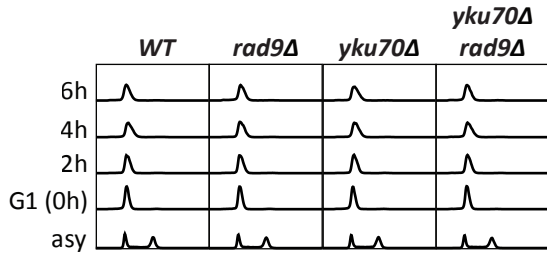 WT rad9Δ yku70Δ yku70Δ rad9Δ
6h
4h
2h
G1 (0h)
asy